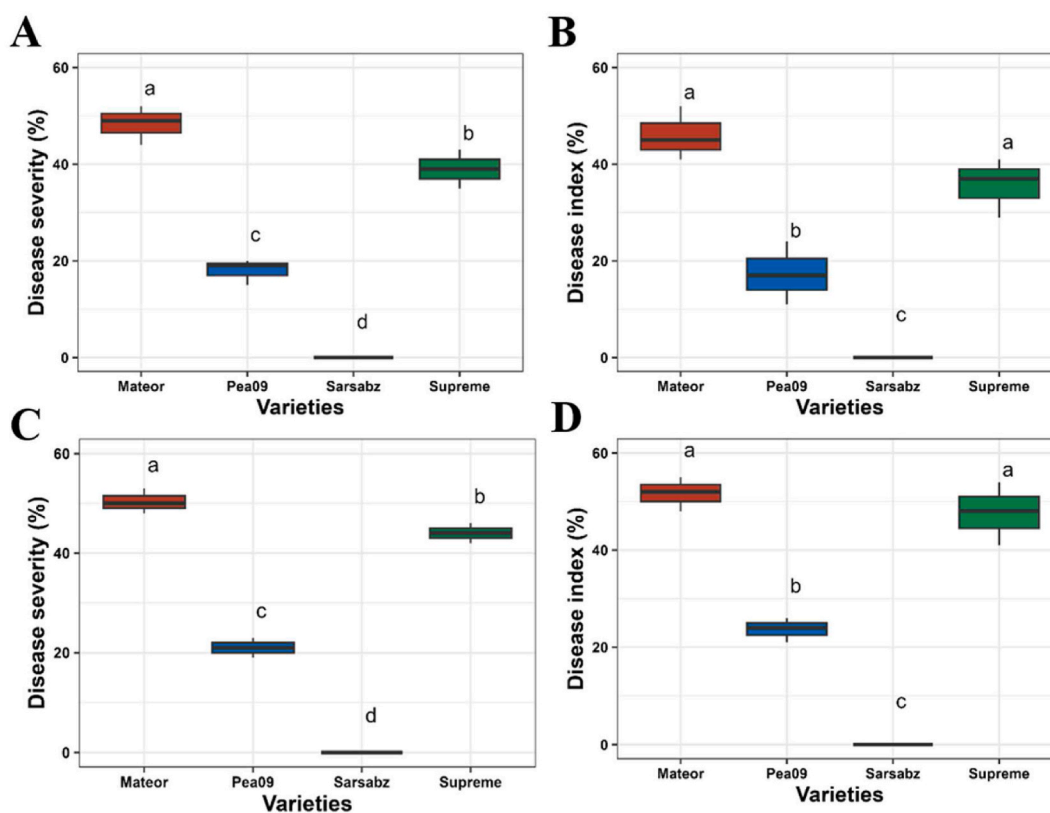 A
Disease severity (%)
60
40
20
0
a
c
d
b
Mateor Pea09 Sarsabz Supreme
Varieties
B
Disease index (%)
60
40
20
0
a
b
c
a
Mateor Pea09 Sarsabz Supreme
Varieties
C
Disease severity (%)
60
40
20
0
a
c
d
b
Mateor Pea09 Sarsabz Supreme
Varieties
D
Disease index (%)
60
40
20
0
a
b
c
a
Mateor Pea09 Sarsabz Supreme
Varieties